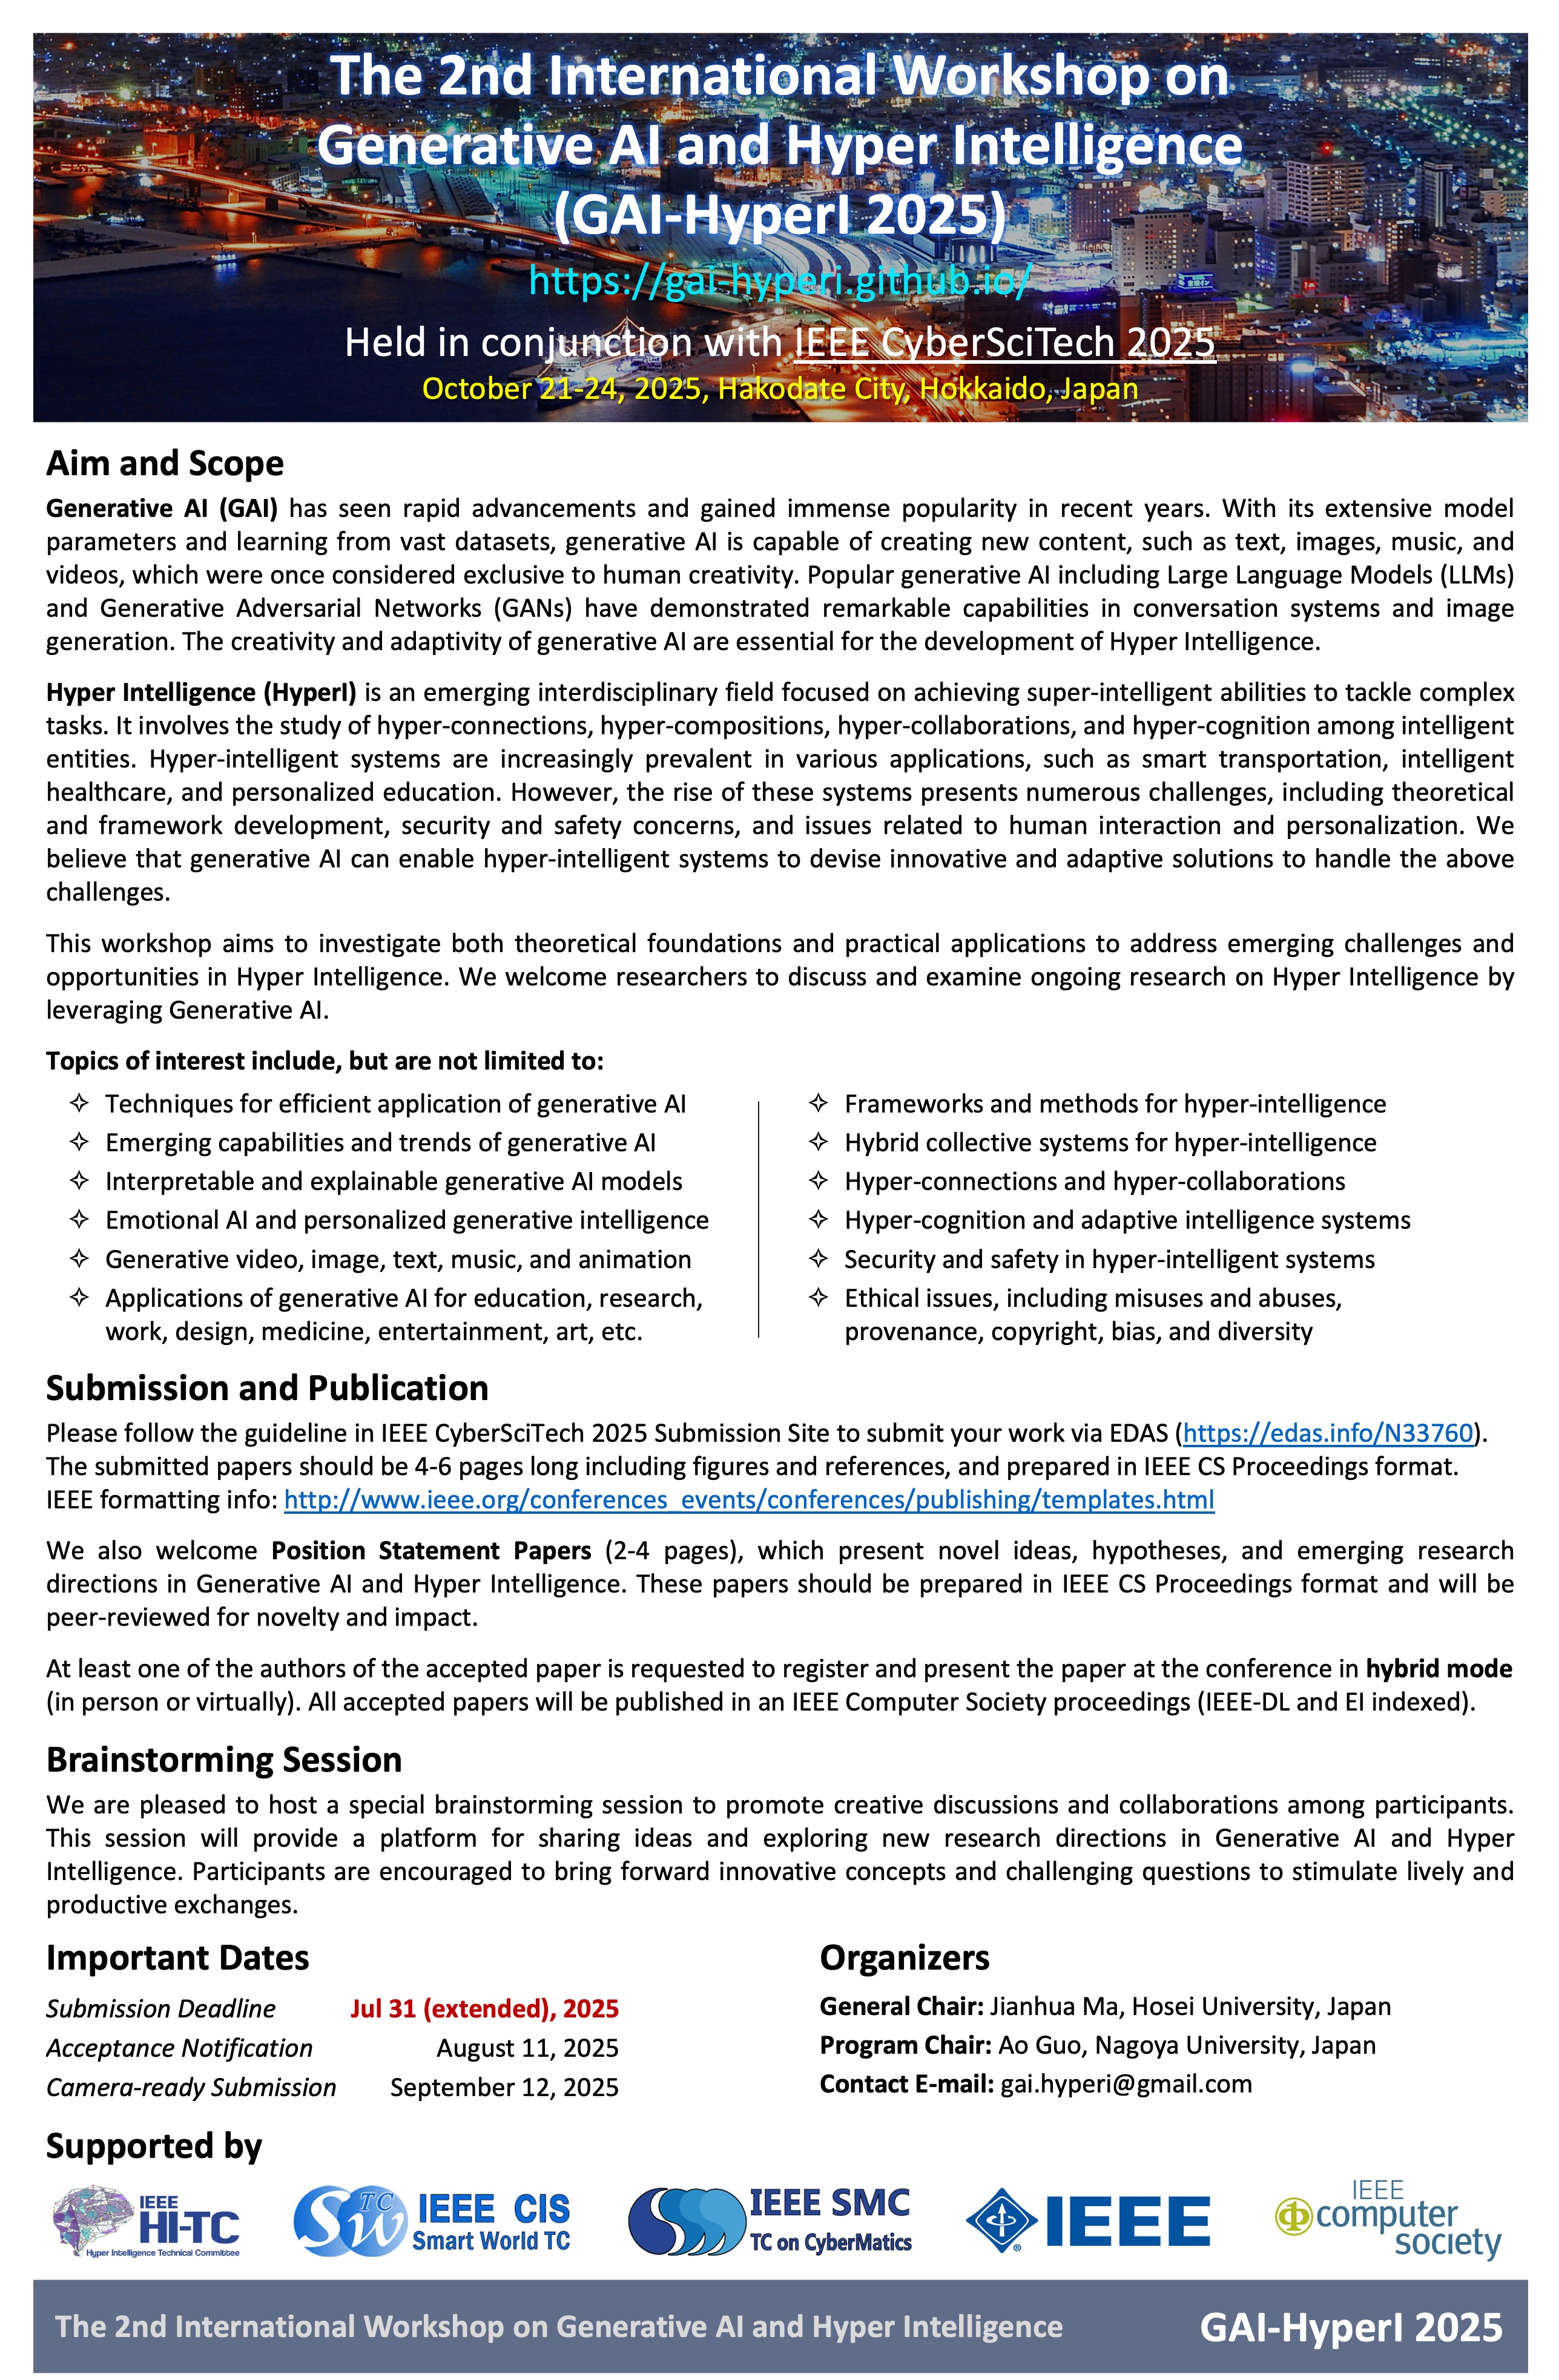 The 2nd International Workshop on
Generative AI and Hyper Intelligence
(GAI-HyperI 2025)
https://gai-hyperi.github.io/
Held in conjunction with IEEE CyberSciTech 2025
October 21-24, 2025, Hakodate City, Hokkaido, Japan
Aim and Scope
Generative AI (GAI) has seen rapid advancements and gained immense popularity in recent years. With its extensive model
parameters and learning from vast datasets, generative AI is capable of creating new content, such as text, images, music, and
videos, which were once considered exclusive to human creativity. Popular generative AI including Large Language Models (LLMs)
and Generative Adversarial Networks (GANs) have demonstrated remarkable capabilities in conversation systems and image
generation. The creativity and adaptivity of generative AI are essential for the development of Hyper Intelligence.
Hyper Intelligence (HyperI) is an emerging interdisciplinary field focused on achieving super-intelligent abilities to tackle complex
tasks. It involves the study of hyper-connections, hyper-compositions, hyper-collaborations, and hyper-cognition among intelligent
entities. Hyper-intelligent systems are increasingly prevalent in various applications, such as smart transportation, intelligent
healthcare, and personalized education. However, the rise of these systems presents numerous challenges, including theoretical
and framework development, security and safety concerns, and issues related to human interaction and personalization. We
believe that generative AI can enable hyper-intelligent systems to devise innovative and adaptive solutions to handle the above
challenges.
This workshop aims to investigate both theoretical foundations and practical applications to address emerging challenges and
opportunities in Hyper Intelligence. We welcome researchers to discuss and examine ongoing research on Hyper Intelligence by
leveraging Generative AI.
Topics of interest include, but are not limited to:
✧ Techniques for efficient application of generative AI
✧ Emerging capabilities and trends of generative AI
✧ Interpretable and explainable generative AI models
✧ Emotional AI and personalized generative intelligence
✧ Generative video, image, text, music, and animation
✧ Applications of generative AI for education, research,
work, design, medicine, entertainment, art, etc.
✧ Frameworks and methods for hyper-intelligence
✧ Hybrid collective systems for hyper-intelligence
✧ Hyper-connections and hyper-collaborations
✧ Hyper-cognition and adaptive intelligence systems
✧ Security and safety in hyper-intelligent systems
✧ Ethical issues, including misuses and abuses,
provenance, copyright, bias, and diversity
Submission and Publication
Please follow the guideline in IEEE CyberSciTech 2025 Submission Site to submit your work via EDAS (https://edas.info/N33760).
The submitted papers should be 4-6 pages long including figures and references, and prepared in IEEE CS Proceedings format.
IEEE formatting info: http://www.ieee.org/conferences_events/conferences/publishing/templates.html
We also welcome Position Statement Papers (2-4 pages), which present novel ideas, hypotheses, and emerging research
directions in Generative AI and Hyper Intelligence. These papers should be prepared in IEEE CS Proceedings format and will be
peer-reviewed for novelty and impact.
At least one of the authors of the accepted paper is requested to register and present the paper at the conference in hybrid mode
(in person or virtually). All accepted papers will be published in an IEEE Computer Society proceedings (IEEE-DL and EI indexed).
Brainstorming Session
We are pleased to host a special brainstorming session to promote creative discussions and collaborations among participants.
This session will provide a platform for sharing ideas and exploring new research directions in Generative AI and Hyper
Intelligence. Participants are encouraged to bring forward innovative concepts and challenging questions to stimulate lively and
productive exchanges.
Important Dates
Submission Deadline Jul 31 (extended), 2025
Acceptance Notification August 11, 2025
Camera-ready Submission September 12, 2025
Organizers
General Chair: Jianhua Ma, Hosei University, Japan
Program Chair: Ao Guo, Nagoya University, Japan
Contact E-mail: gai.hyperi@gmail.com
Supported by
IEEE
HI-TC
Hyper Intelligence Technical Committee
SW TC
IEEE CIS
Smart World TC
IEEE SMC
TC on CyberMatics
IEEE
IEEE
computer
society
The 2nd International Workshop on Generative AI and Hyper Intelligence
GAI-HyperI 2025